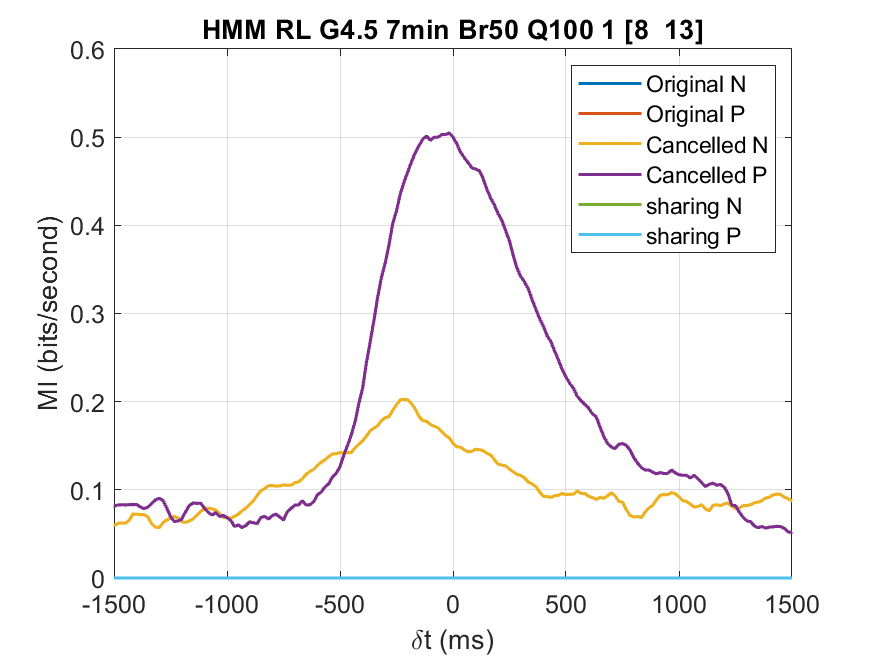 HMM RL G4.5 7min Br50 Q100 1 [8  13]
0.6
0.5
0.4
0.3
0.2
0.1
0
MI (bits/second)
Original N
Original P
Cancelled N
Cancelled P
sharing N
sharing P
-1500 -1000 -500 0 500 1000 1500
δt (ms)